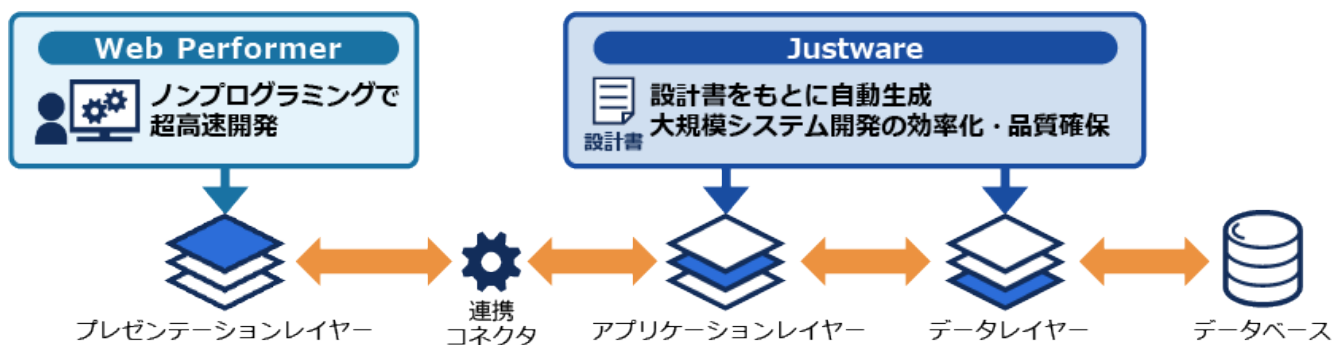 Web Performer
ノンプログラミングで
超高速開発
Justware
設計書
設計書をもとに自動生成
大規模システム開発の効率化・品質確保
プレゼンテーションレイヤー
連携
コネクタ
アプリケーションレイヤー
データレイヤー
データベース